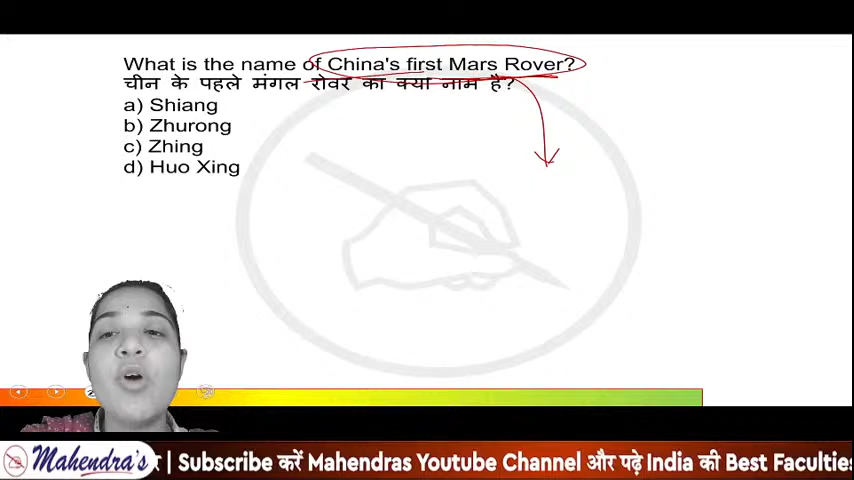 What is the name of China's first Mars Rover?
चीन के पहले मंगल रोवर का क्या नाम है?
a) Shiang
b) Zhurong
c) Zhing
d) Huo Xing
Mahendra's
र | Subscribe करें Mahendras Youtube Channel और पढ़े India की Best Faculties